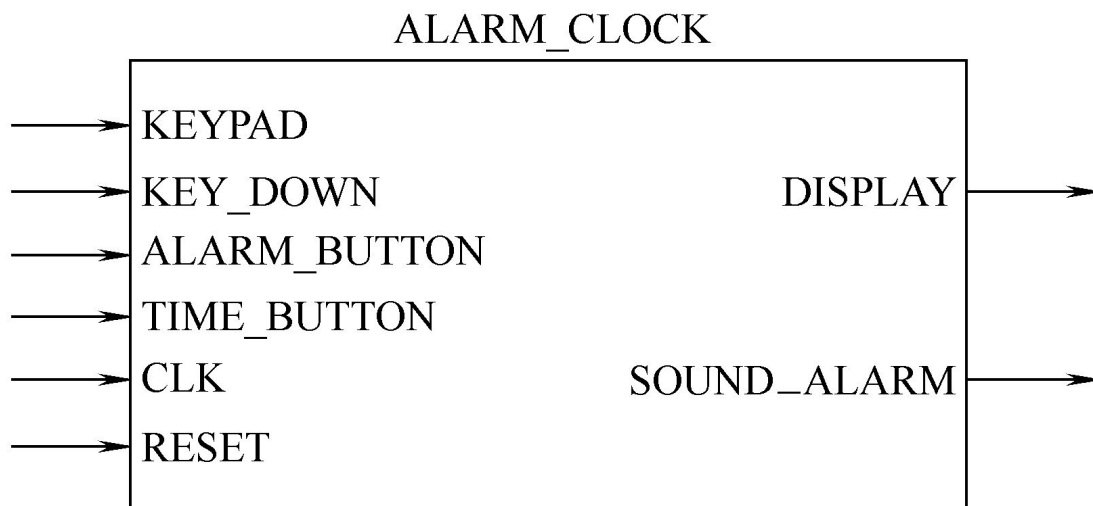 ALARM_CLOCK
KEYPAD
KEY_DOWN
DISPLAY
ALARM_BUTTON
TIME_BUTTON
CLK
SOUND_ALARM
RESET